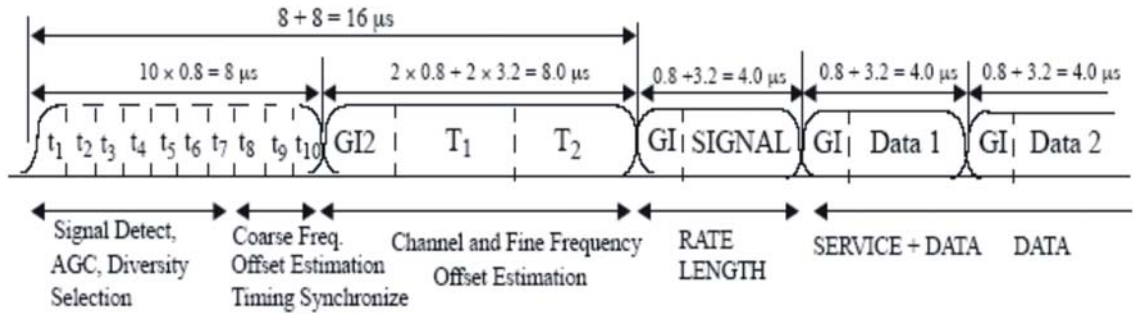 8 + 8 = 16 μs
10 × 0.8 = 8 μs
2 × 0.8 + 2 × 3.2 = 8.0 μs
0.8 +3.2 = 4.0 μs
0.8 + 3.2 = 4.0 μs
0.8 + 3.2 = 4.0 μs
t1 t2 t3 t4 t5 t6 t7 t8 t9 t10
GI2 T1 T2
GI SIGNAL
GI Data 1
GI Data 2
Signal Detect,
AGC, Diversity
Selection
Coarse Freq.
Offset Estimation
Timing Synchronize
Channel and Fine Frequency
Offset Estimation
RATE
LENGTH
SERVICE + DATA
DATA